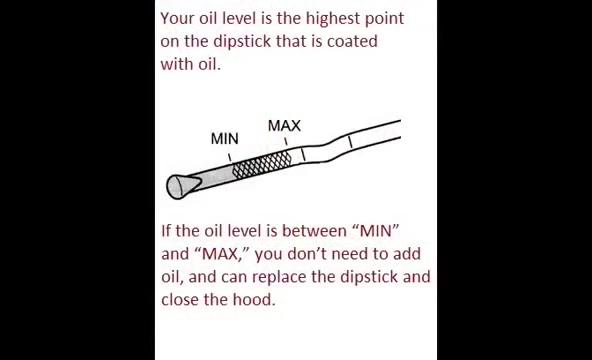 Your oil level is the highest point
on the dipstick that is coated
with oil.
MAX
MIN
If the oil level is between “MIN”
and “MAX,” you don’t need to add
oil, and can replace the dipstick and
close the hood.